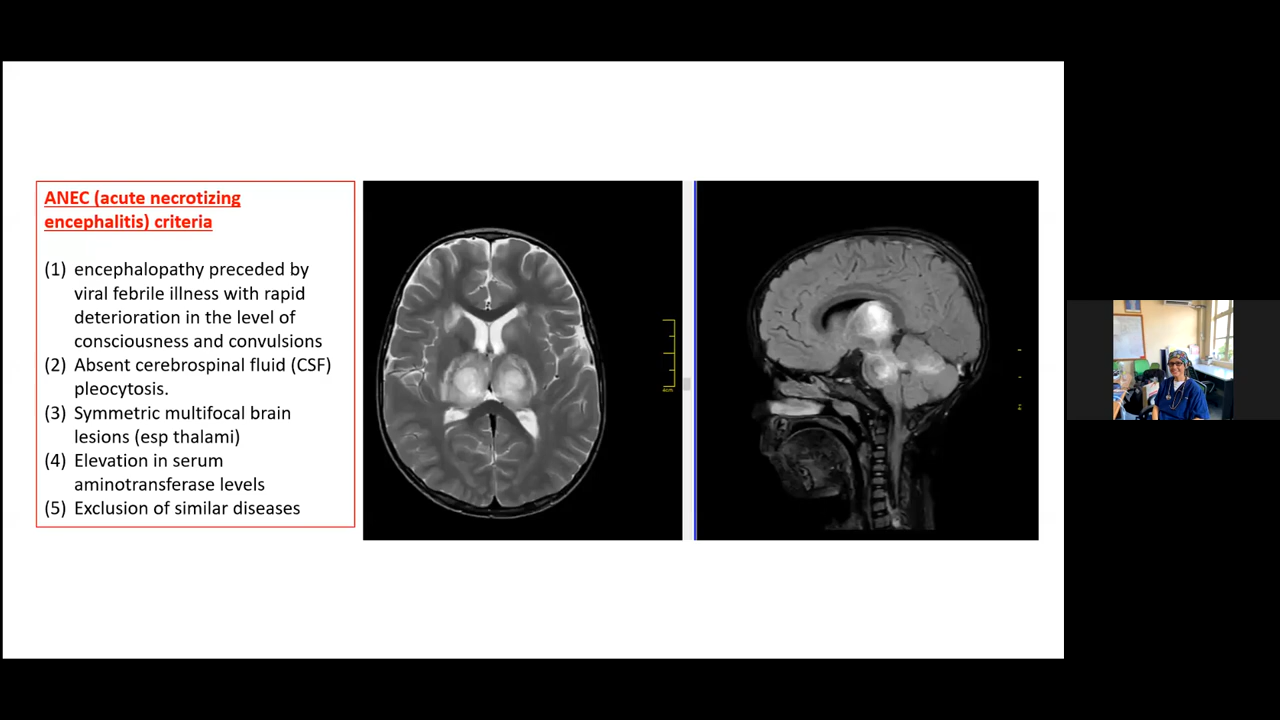 ANEC (acute necrotizing
encephalitis) criteria
(1) encephalopathy preceded by
viral febrile illness with rapid
deterioration in the level of
consciousness and convulsions
(2) Absent cerebrospinal fluid (CSF)
pleocytosis.
(3) Symmetric multifocal brain
lesions (esp thalami)
(4) Elevation in serum
aminotransferase levels
(5) Exclusion of similar diseases